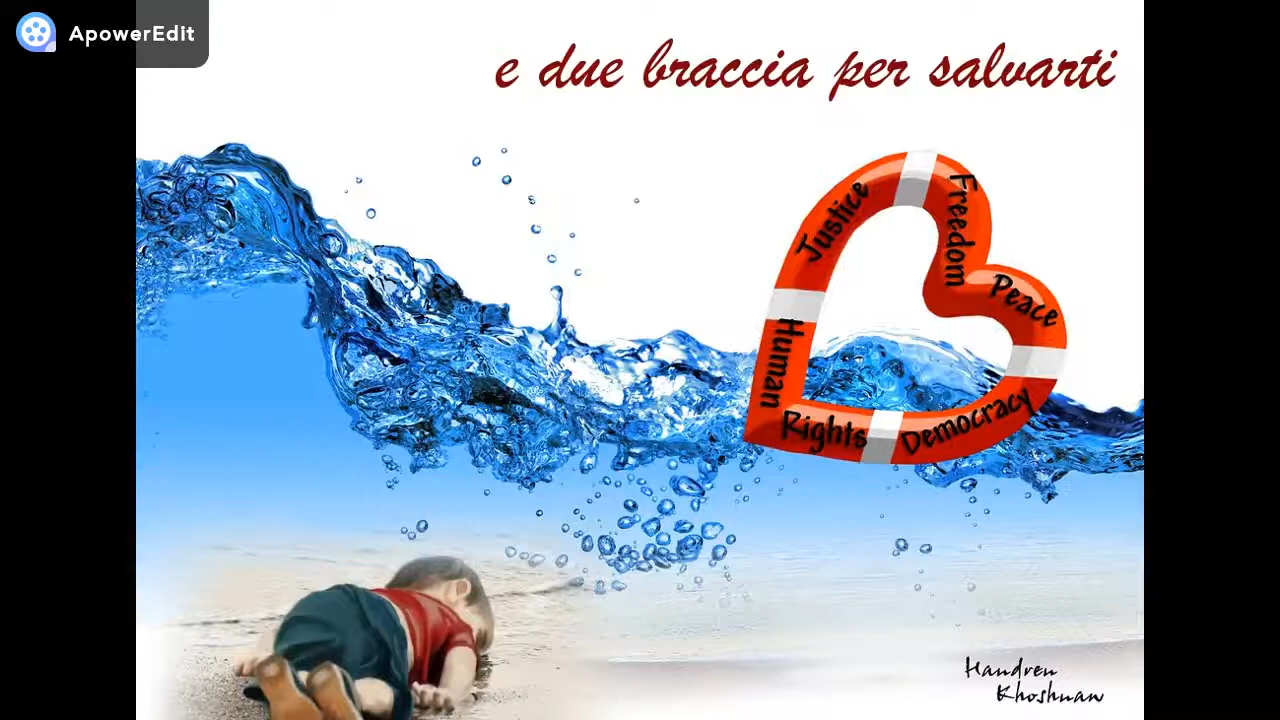 ApowerEdit
e due braccia per salvarti
Justice
Freedom
Peace
Human
Rights
Democracy
Handren
Khoshnaw